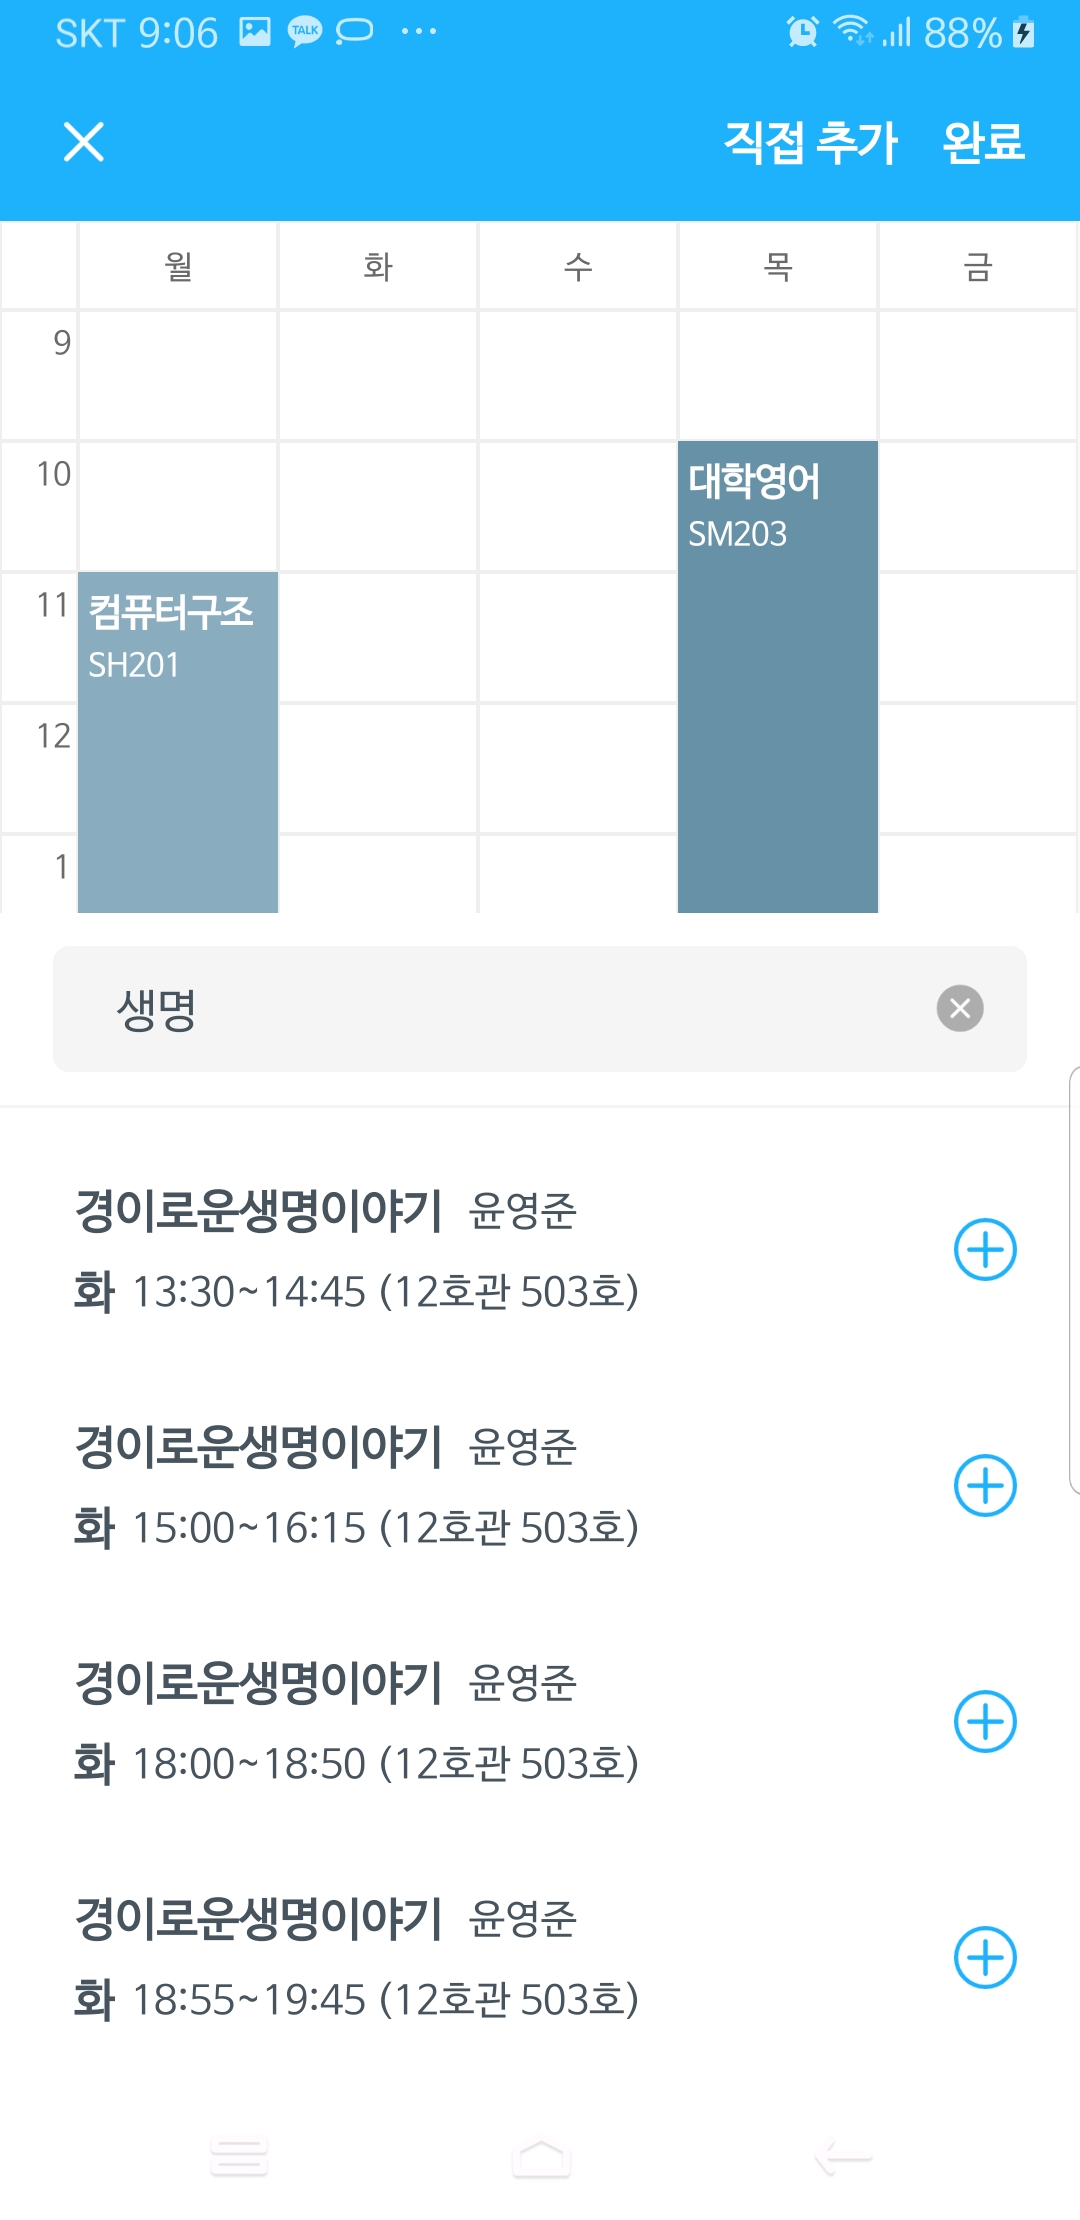 SKT 9:06 TALK 88%
직접 추가 완료
월 화 수 목 금
9
10
대학영어
SM203
11
컴퓨터구조
SH201
12
1
생명
경이로운생명이야기 윤영준
화 13:30~14:45 (12호관 503호)
경이로운생명이야기 윤영준
화 15:00~16:15 (12호관 503호)
경이로운생명이야기 윤영준
화 18:00~18:50 (12호관 503호)
경이로운생명이야기 윤영준
화 18:55~19:45 (12호관 503호)